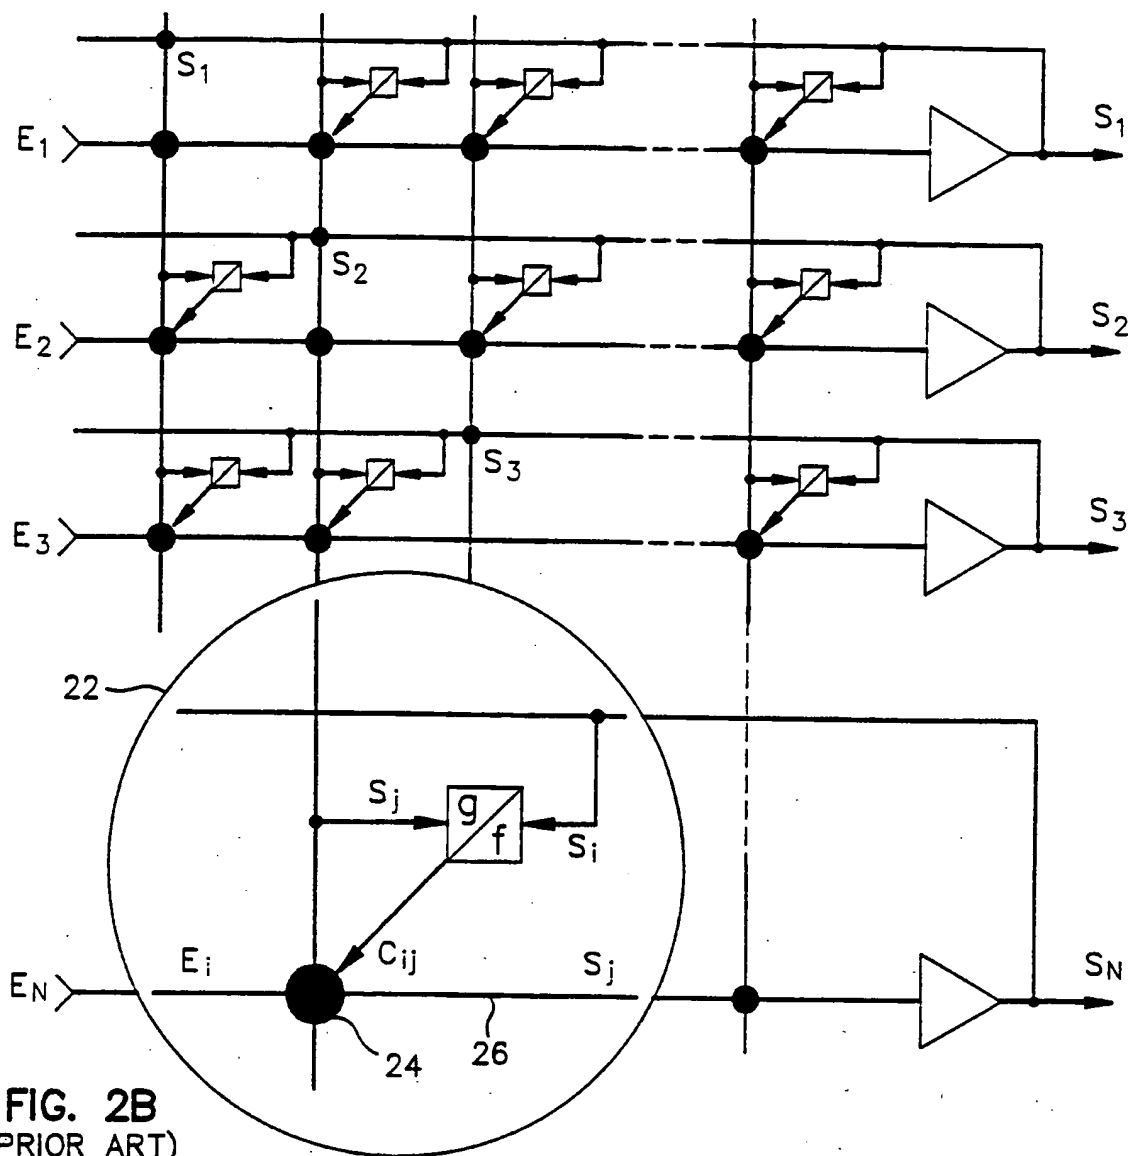 S1
E1
S1
S2
E2
S2
S3
E3
S3
22
Sj
g
f
Si
Cij
Ei
Sj
EN
SN
26
24
FIG. 2B
(PRIOR ART)